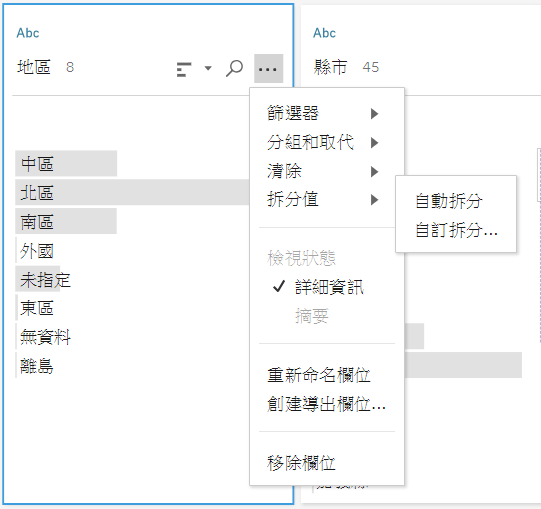 Abc
地區 8
中區
北區
南區
外國
未指定
東區
無資料
離島
篩選器
分組和取代
清除
拆分值
檢視狀態
詳細資訊
摘要
重新命名欄位
創建導出欄位...
移除欄位
自動拆分
自訂拆分...
Abc
縣市 45